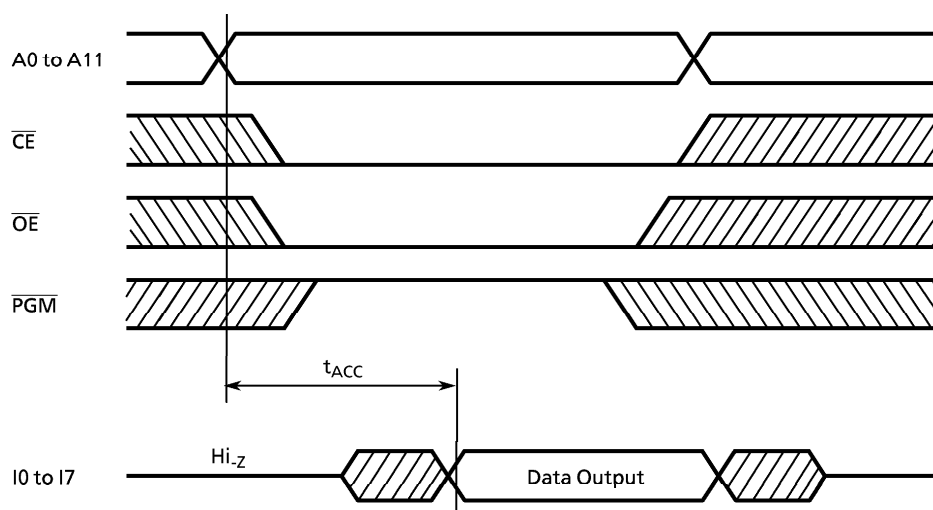 A0 to A11
CE
OE
PGM
tACC
Hi-Z
I0 to I7
Data Output